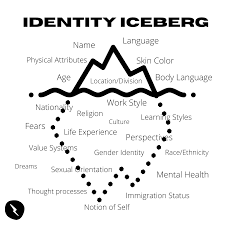 IDENTITY ICEBERG
Name
Language
Physical Attributes
Skin Color
Age
Location/Division
Body Language
Nationality
Work Style
Religion
Culture
Learning Styles
Fears
Life Experience
Perspectives
Value Systems
Gender Identity
Race/Ethnicity
Dreams
Sexual Orientation
Mental Health
Thought processes
Immigration Status
Notion of Self